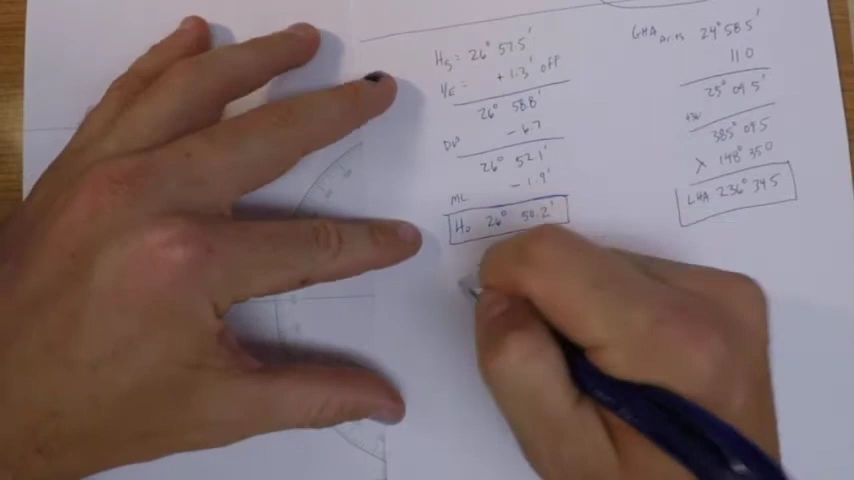 Hs = 26° 57.5'
I/E = + 1.3' off
26° 58.8'
DIP - 6.7
26° 52.1'
MC - 1.9'
Ho 26° 50.2'
GHA Aries 24° 58.5'
11.0
25° 09.5'
+360
385° 09.5
λ 148° 35.0
LHA 236° 34.5